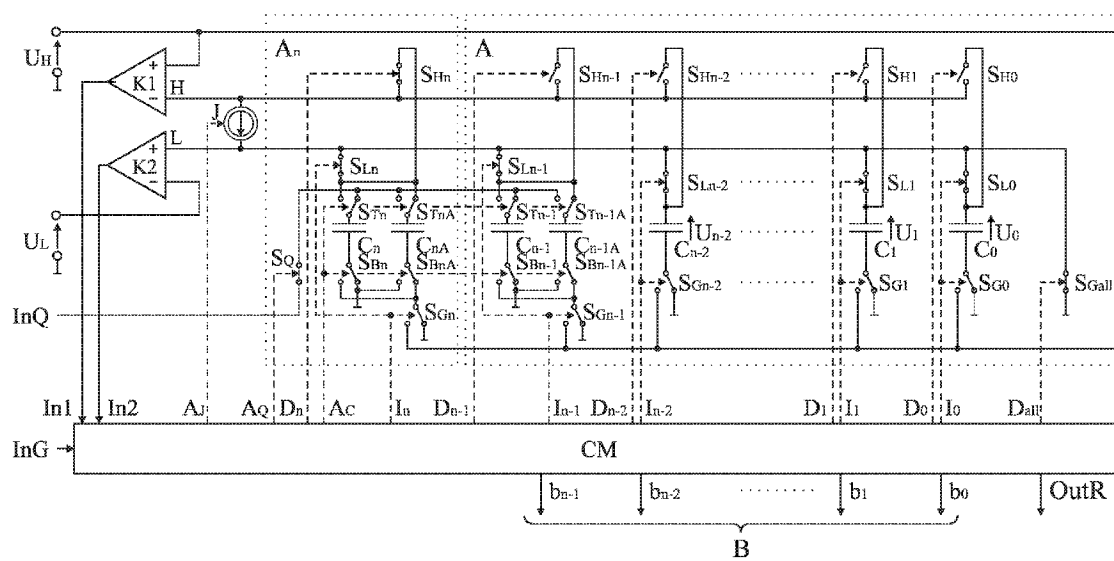 An A
UH
K1 H SHn SHn-1 SHn-2 ........ SH1 SH0
J
L
K2
SLn SLn-1 SLn-2 SL1 SL0
STn STnA STn-1 STn-1A
UL
Cn CnA Cn-1 Cn-1A Cn-2 Un-2 C1 U1 C0 U0
SQ SBn SBnA SBn-1 SBn-1A SGn-2 ........ SG1 SG0 SGall
InQ SGn SGn-1
In1 In2 AJ AQ Dn AC In Dn-1 In-1 Dn-2 In-2 D1 I1 D0 I0 Dall
InG CM
bn-1 bn-2 ........ b1 b0 OutR
B